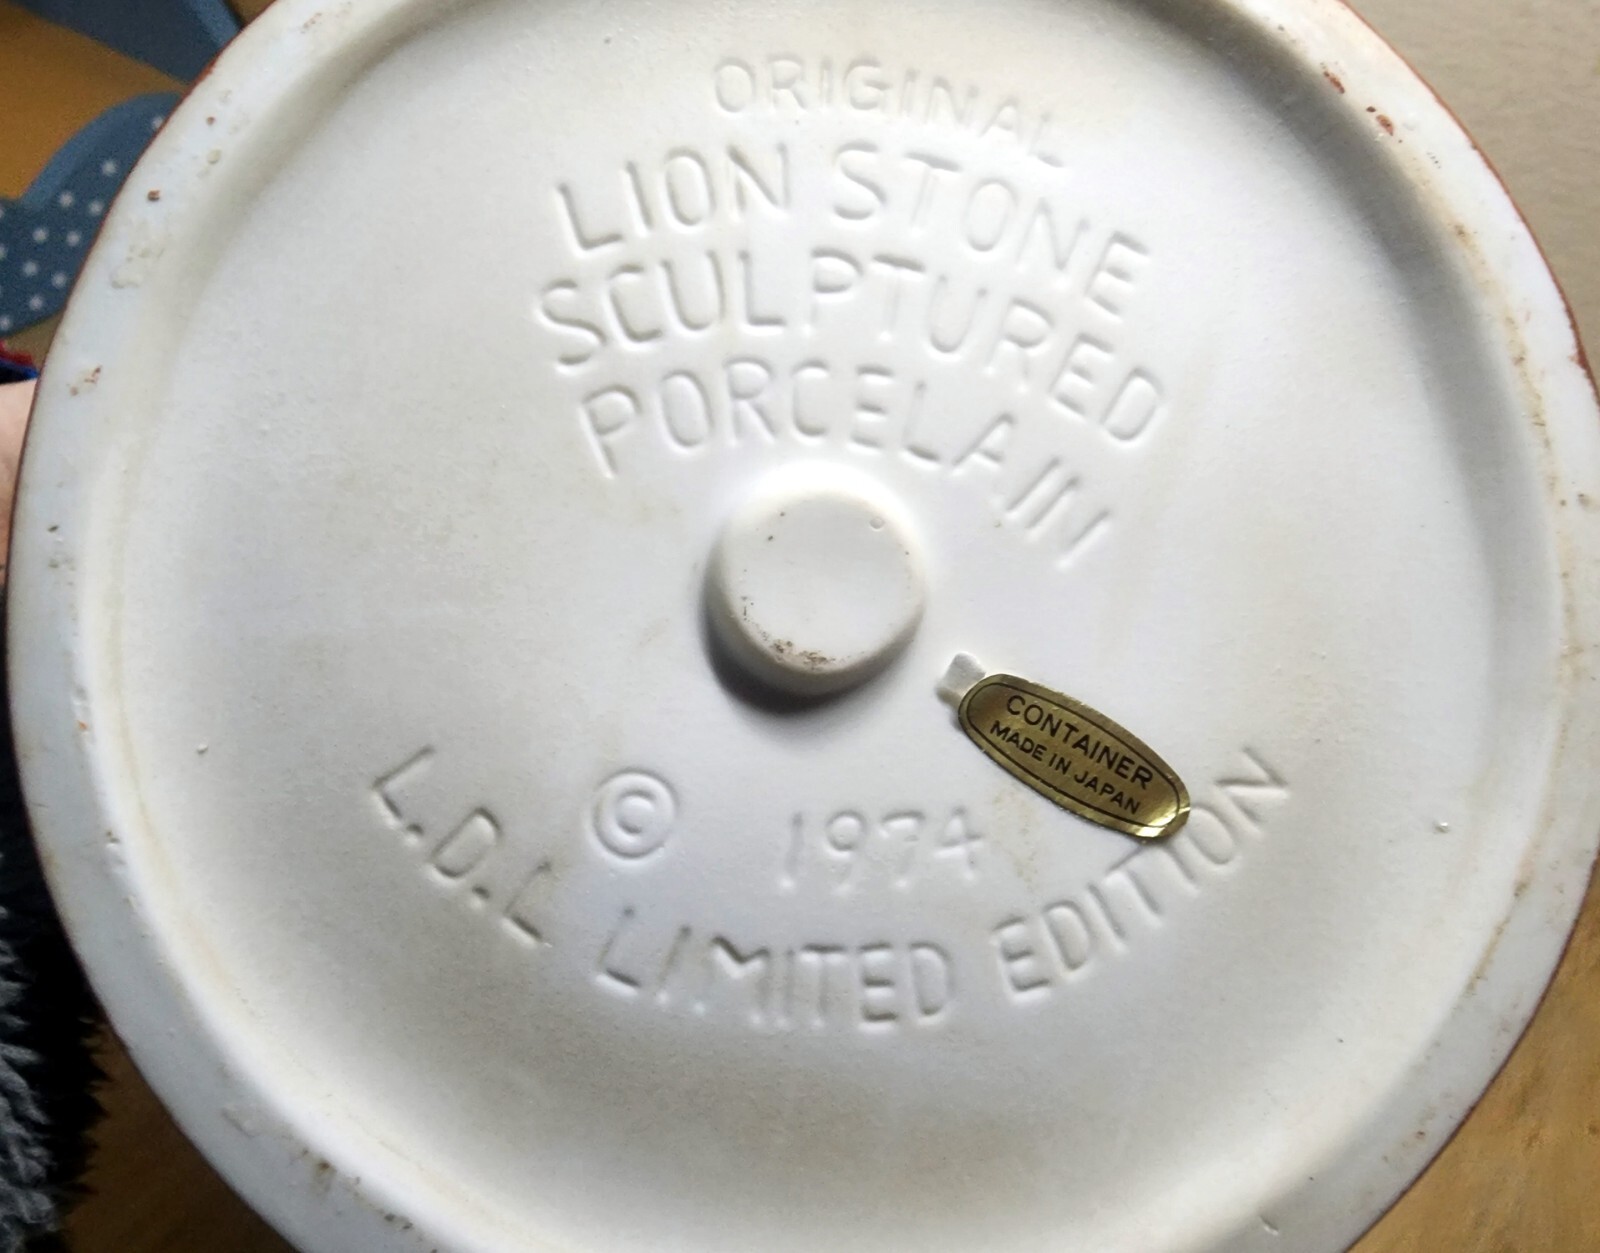 ORIGINAL
LION STONE
SCULPTURED
PORCELAIN
CONTAINER
MADE IN JAPAN
© 1974
L.D.L LIMITED EDITION